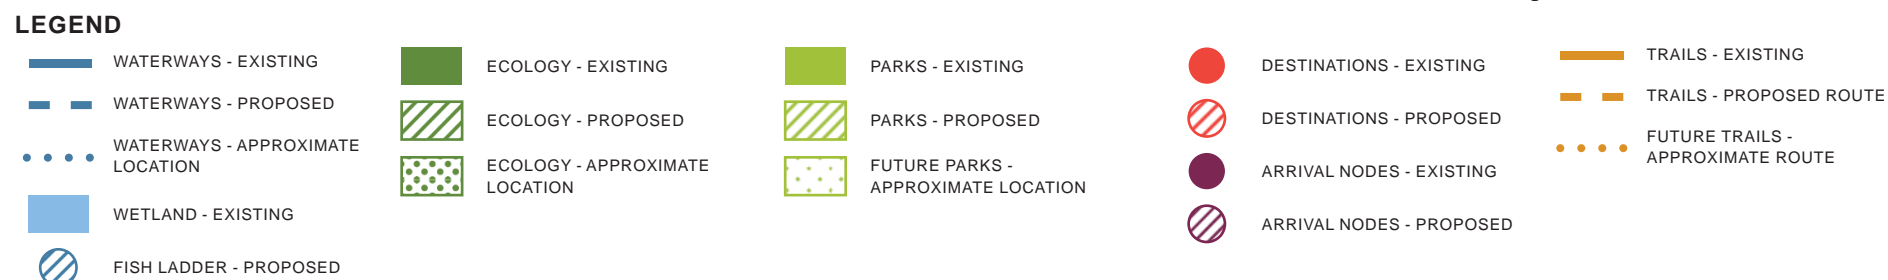 LEGEND
WATERWAYS - EXISTING
WATERWAYS - PROPOSED
WATERWAYS - APPROXIMATE
LOCATION
WETLAND - EXISTING
FISH LADDER - PROPOSED
ECOLOGY - EXISTING
ECOLOGY - PROPOSED
ECOLOGY - APPROXIMATE
LOCATION
PARKS - EXISTING
PARKS - PROPOSED
FUTURE PARKS -
APPROXIMATE LOCATION
DESTINATIONS - EXISTING
DESTINATIONS - PROPOSED
ARRIVAL NODES - EXISTING
ARRIVAL NODES - PROPOSED
TRAILS - EXISTING
TRAILS - PROPOSED ROUTE
FUTURE TRAILS -
APPROXIMATE ROUTE